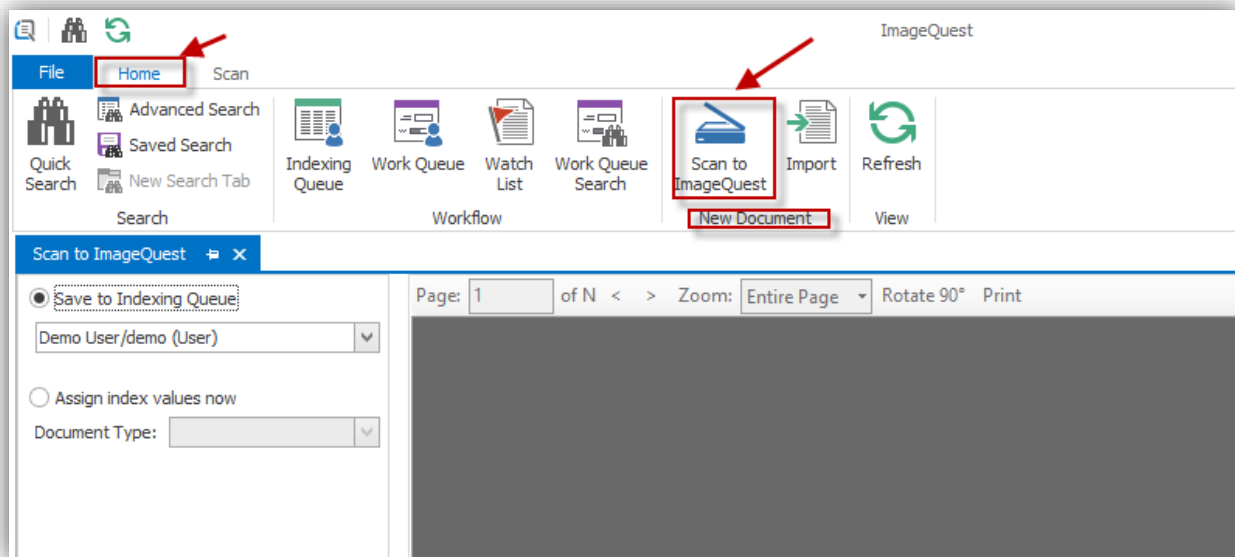 ImageQuest
File Home Scan
Quick Search
Advanced Search
Saved Search
New Search Tab
Search
Indexing Queue
Work Queue
Watch List
Work Queue Search
Workflow
Scan to ImageQuest
Import
New Document
Refresh
View
Scan to ImageQuest
Save to Indexing Queue
Demo User/demo (User)
Assign index values now
Document Type:
Page: 1 of N < > Zoom: Entire Page Rotate 90° Print